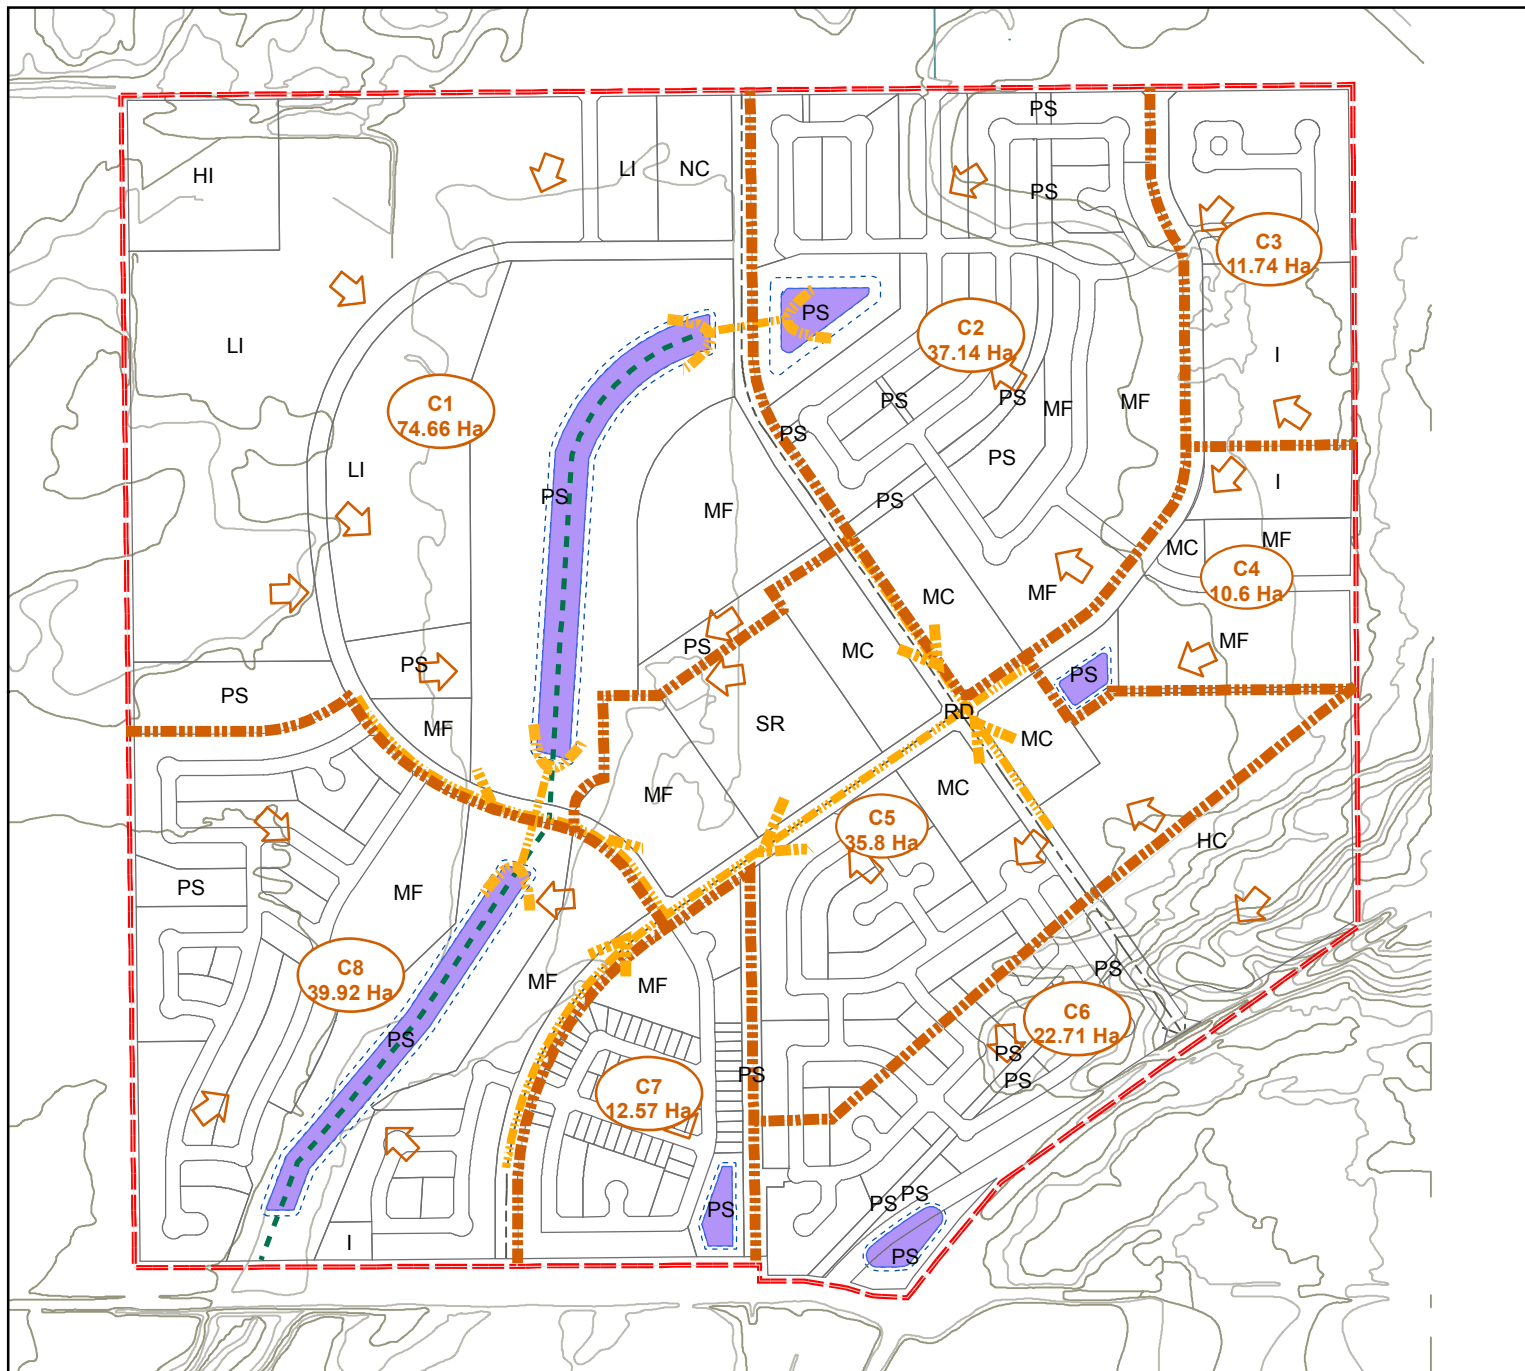 PS
HI
LI
NC
PS
C3
11.74 Ha
PS
C2
37.14 Ha
LI
I
C1
74.66 Ha
PS
PS
MF
MF
PS
LI
PS
PS
I
PS
MF
MC
MF
C4
10.6 Ha
MC
MF
MF
PS
MC
PS
PS
PS
RD
MF
SR
MC
MF
MC
C5
35.8 Ha
HC
PS
MF
C8
39.92 Ha
MF
MF
PS
C6
22.71 Ha
PS
PS
PS
PS
C7
12.57 Ha
PS
PS
PS
I
PS